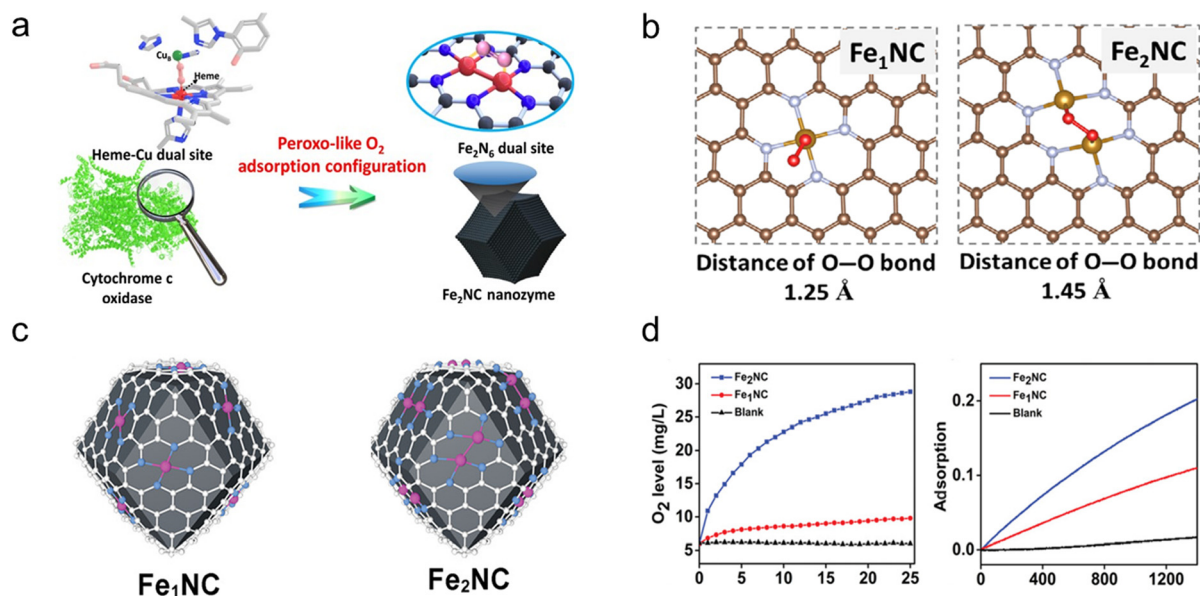 a
Cu_B
Heme
Heme-Cu dual site
Cytochrome c
oxidase
Peroxo-like O₂
adsorption configuration
Fe₂N₆ dual site
Fe₂NC nanozyme
b
Fe₁NC
Distance of O—O bond
1.25 Å
Fe₂NC
Distance of O—O bond
1.45 Å
c
Fe₁NC
Fe₂NC
d
O₂ level (mg/L)
30
25
20
15
10
5
Fe₂NC
Fe₁NC
Blank
0 5 10 15 20 25
Adsorption
0.2
0.1
0.0
Fe₂NC
Fe₁NC
Blank
0 400 800 1200